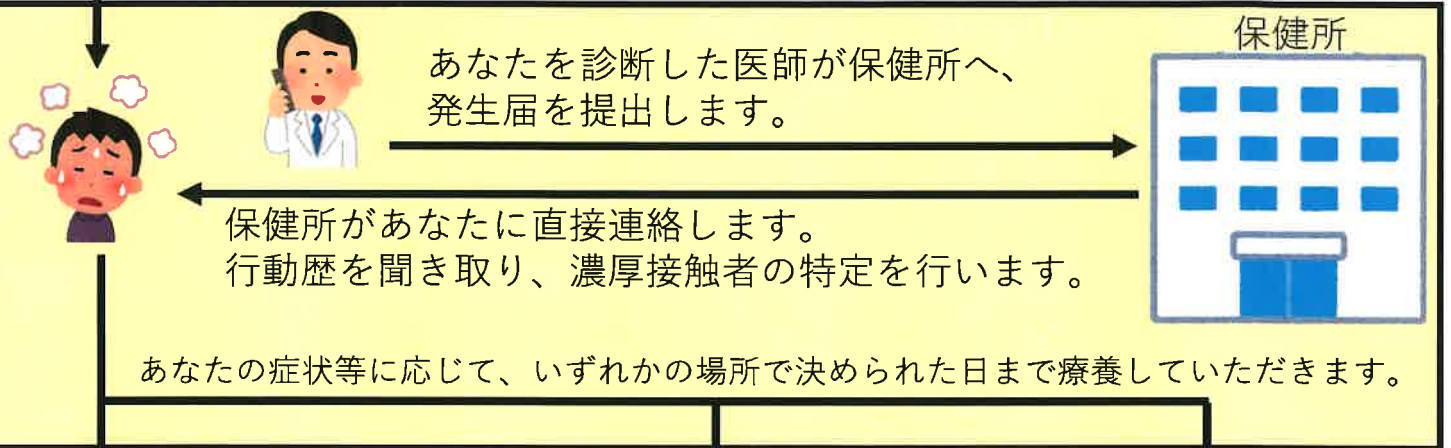 保健所
あなたを診断した医師が保健所へ、
発生届を提出します。
保健所があなたに直接連絡します。
行動歴を聞き取り、濃厚接触者の特定を行います。
あなたの症状等に応じて、いずれかの場所で決められた日まで療養していただきます。